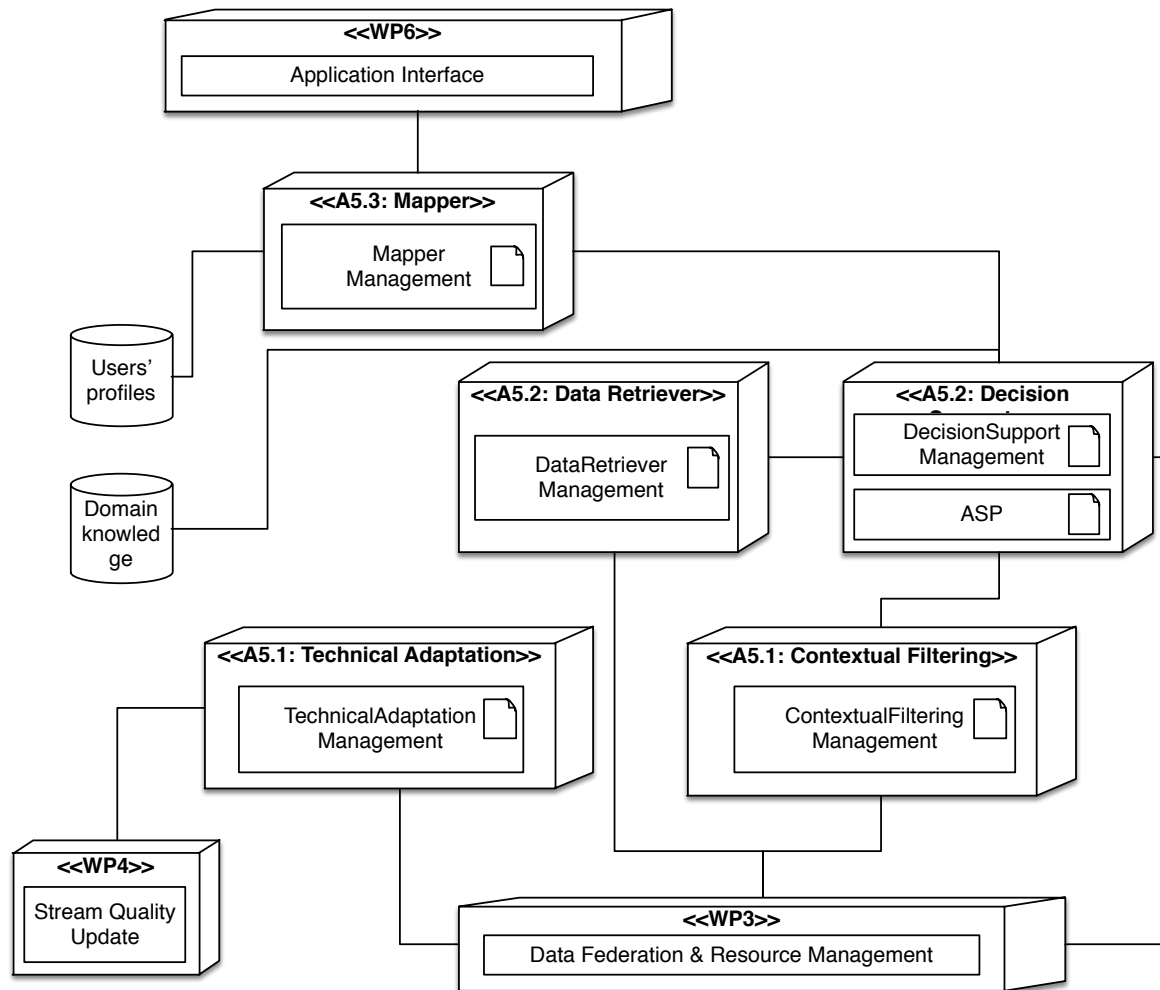 <<WP6>>
Application Interface
<<A5.3: Mapper>>
Mapper
Management
Users'
profiles
<<A5.2: Data Retriever>>
DataRetriever
Management
<<A5.2: Decision
DecisionSupport
Management
ASP
Domain
knowled
ge
<<A5.1: Technical Adaptation>>
TechnicalAdaptation
Management
<<A5.1: Contextual Filtering>>
ContextualFiltering
Management
<<WP4>>
Stream Quality
Update
<<WP3>>
Data Federation & Resource Management